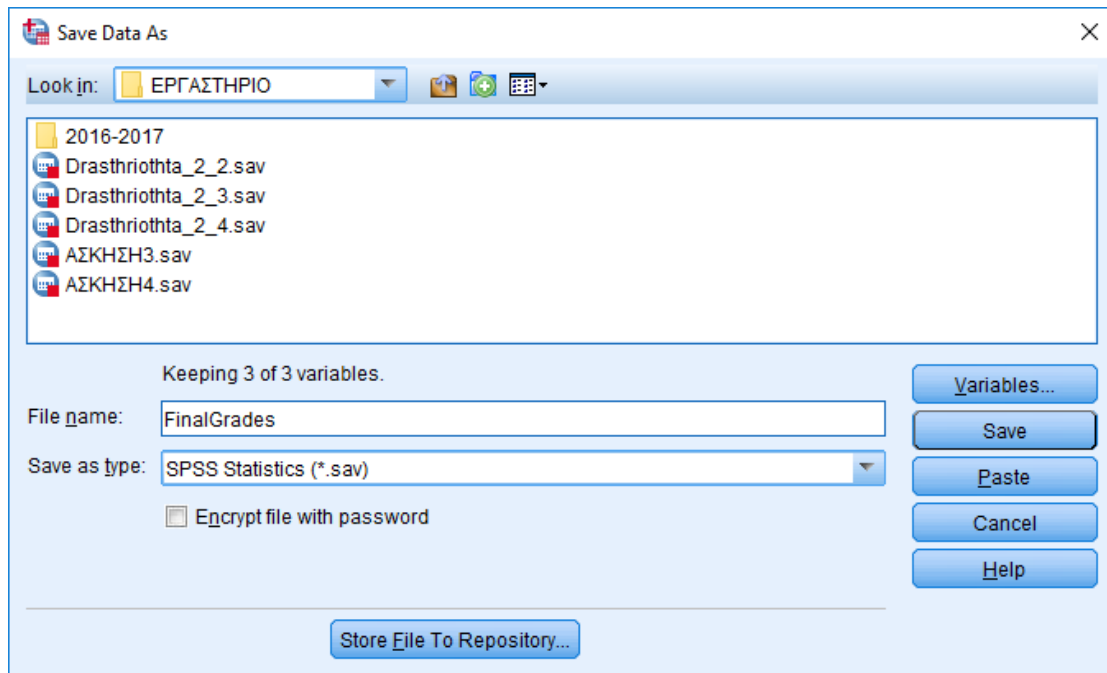 Save Data As
Look in: ΕΡΓΑΣΤΗΡΙΟ
2016-2017
Drasthriothta_2_2.sav
Drasthriothta_2_3.sav
Drasthriothta_2_4.sav
ΑΣΚΗΣΗ3.sav
ΑΣΚΗΣΗ4.sav
Keeping 3 of 3 variables.
File name: FinalGrades
Save as type: SPSS Statistics (*.sav)
Encrypt file with password
Variables...
Save
Paste
Cancel
Help
Store File To Repository...